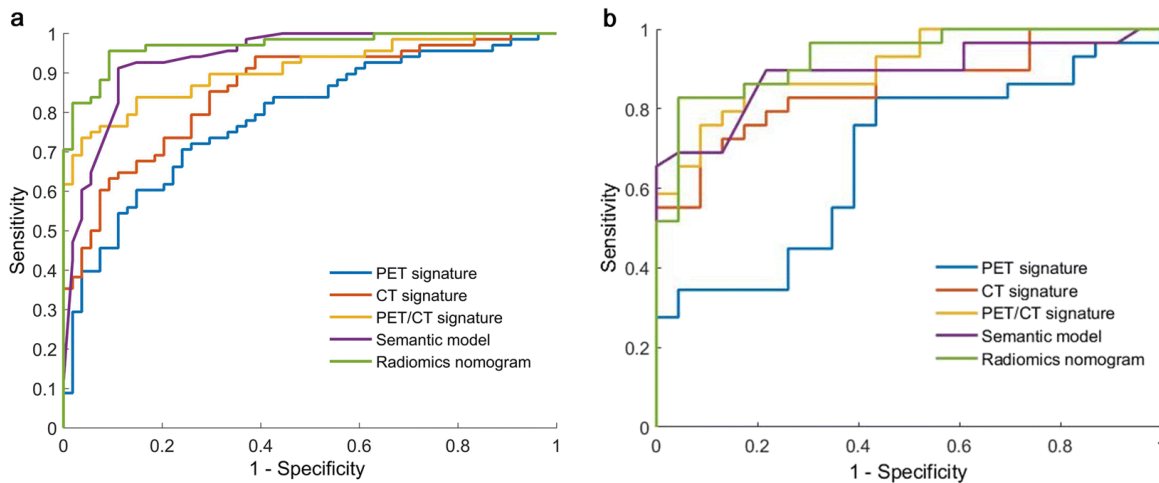 a
1
0.9
0.8
0.7
0.6
0.5
0.4
0.3
0.2
0.1
0
Sensitivity
PET signature
CT signature
PET/CT signature
Semantic model
Radiomics nomogram
0 0.2 0.4 0.6 0.8 1
1 - Specificity
b
1
0.8
0.6
0.4
0.2
0
Sensitivity
PET signature
CT signature
PET/CT signature
Semantic model
Radiomics nomogram
0 0.2 0.4 0.6 0.8 1
1 - Specificity